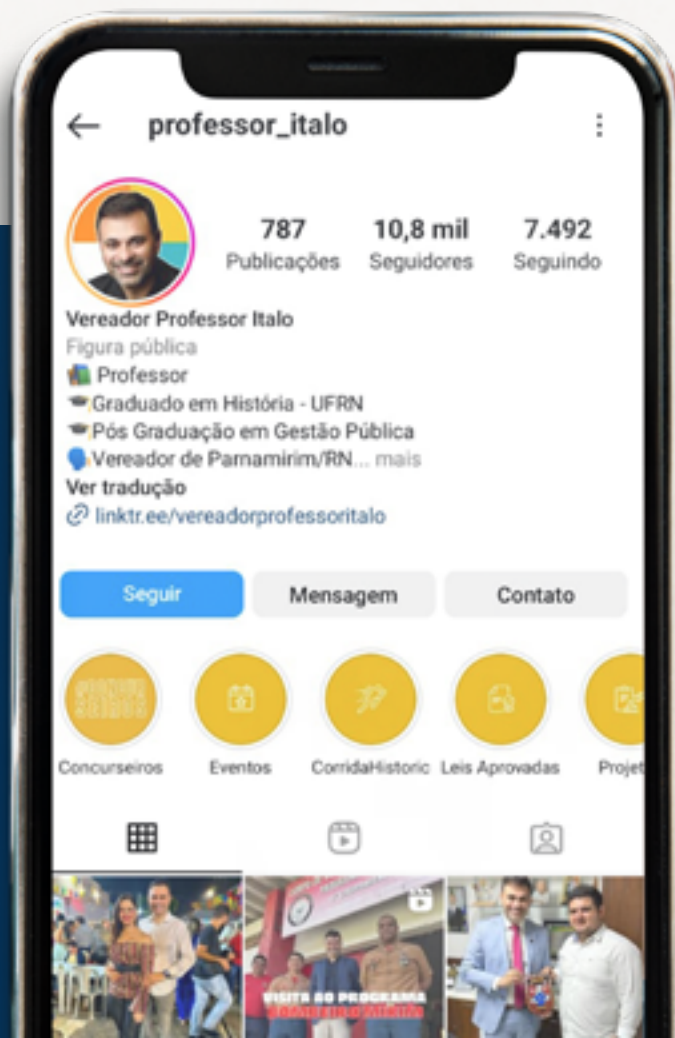 professor_italo
787 10,8 mil 7.492
Publicações Seguidores Seguindo
Vereador Professor Italo
Figura pública
Professor
Graduado em História - UFRN
Pós Graduação em Gestão Pública
Vereador de Parnamirim/RN... mais
Ver tradução
linktr.ee/vereadorprofessoritalo
Seguir Mensagem Contato
Concurseiros Eventos CorridaHistoric Leis Aprovadas Projet
VISITA AO PROGRAMA
BOMBEIRO MIRIM